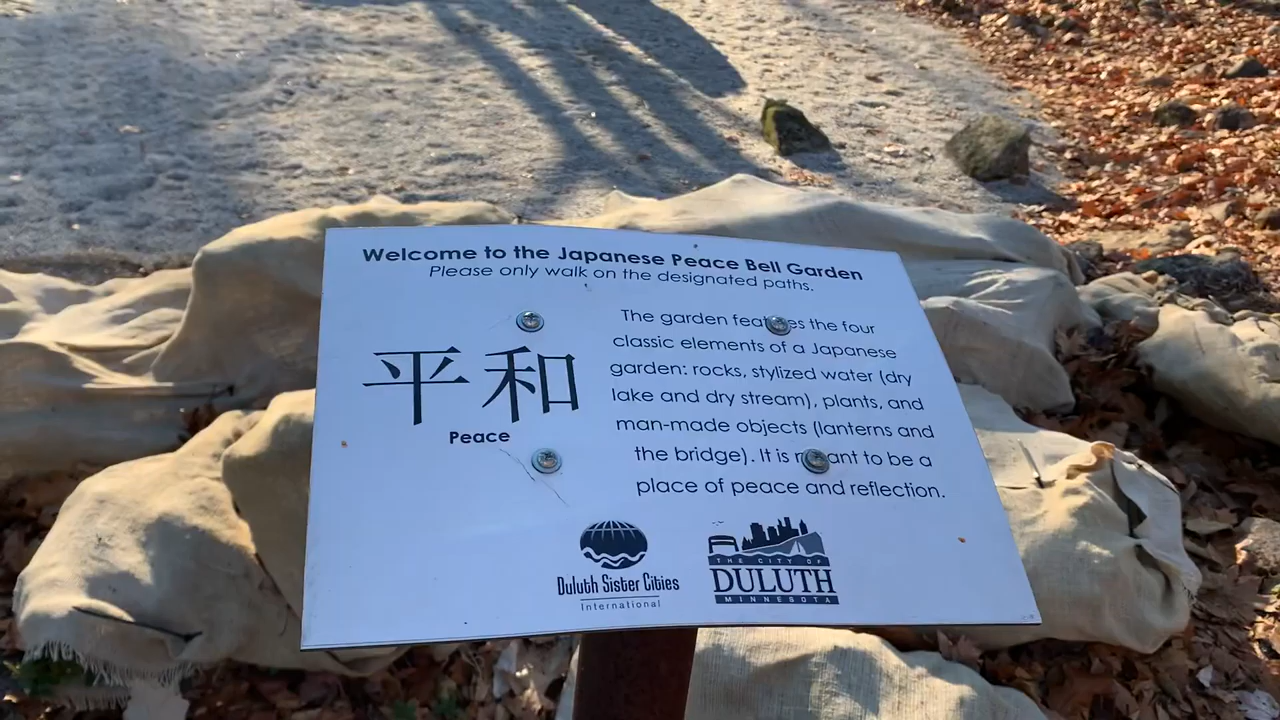 Welcome to the Japanese Peace Bell Garden
Please only walk on the designated paths.
平和
Peace
The garden features the four
classic elements of a Japanese
garden: rocks, stylized water (dry
lake and dry stream), plants, and
man-made objects (lanterns and
the bridge). It is meant to be a
place of peace and reflection.
Duluth Sister Cities
International
THE CITY OF
DULUTH
MINNESOTA